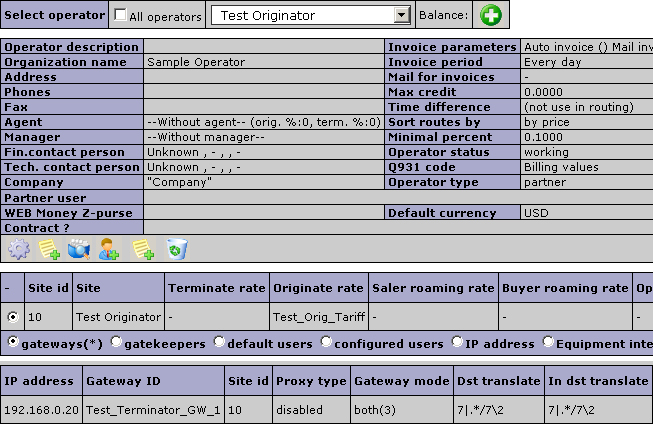 Select operator All operators Test Originator Balance:
Operator description Invoice parameters Auto invoice () Mail inv
Organization name Sample Operator Invoice period Every day
Address Mail for invoices -
Phones Max credit 0.0000
Fax Time difference (not use in routing)
Agent --Without agent-- (orig. %:0, term. %:0) Sort routes by by price
Manager --Without manager-- Minimal percent 0.1000
Fin.contact person Unknown , - , , - Operator status working
Tech. contact person Unknown , - , , - Q931 code Billing values
Company "Company" Operator type partner
Partner user
WEB Money Z-purse Default currency USD
Contract ?
- Site id Site Terminate rate Originate rate Saler roaming rate Buyer roaming rate Op
10 Test Originator - Test_Orig_Tariff - -
gateways(*) gatekeepers default users configured users IP address Equipment inte
IP address Gateway ID Site id Proxy type Gateway mode Dst translate In dst translate
192.168.0.20 Test_Terminator_GW_1 10 disabled both(3) 7|.*/7\2 7|.*/7\2